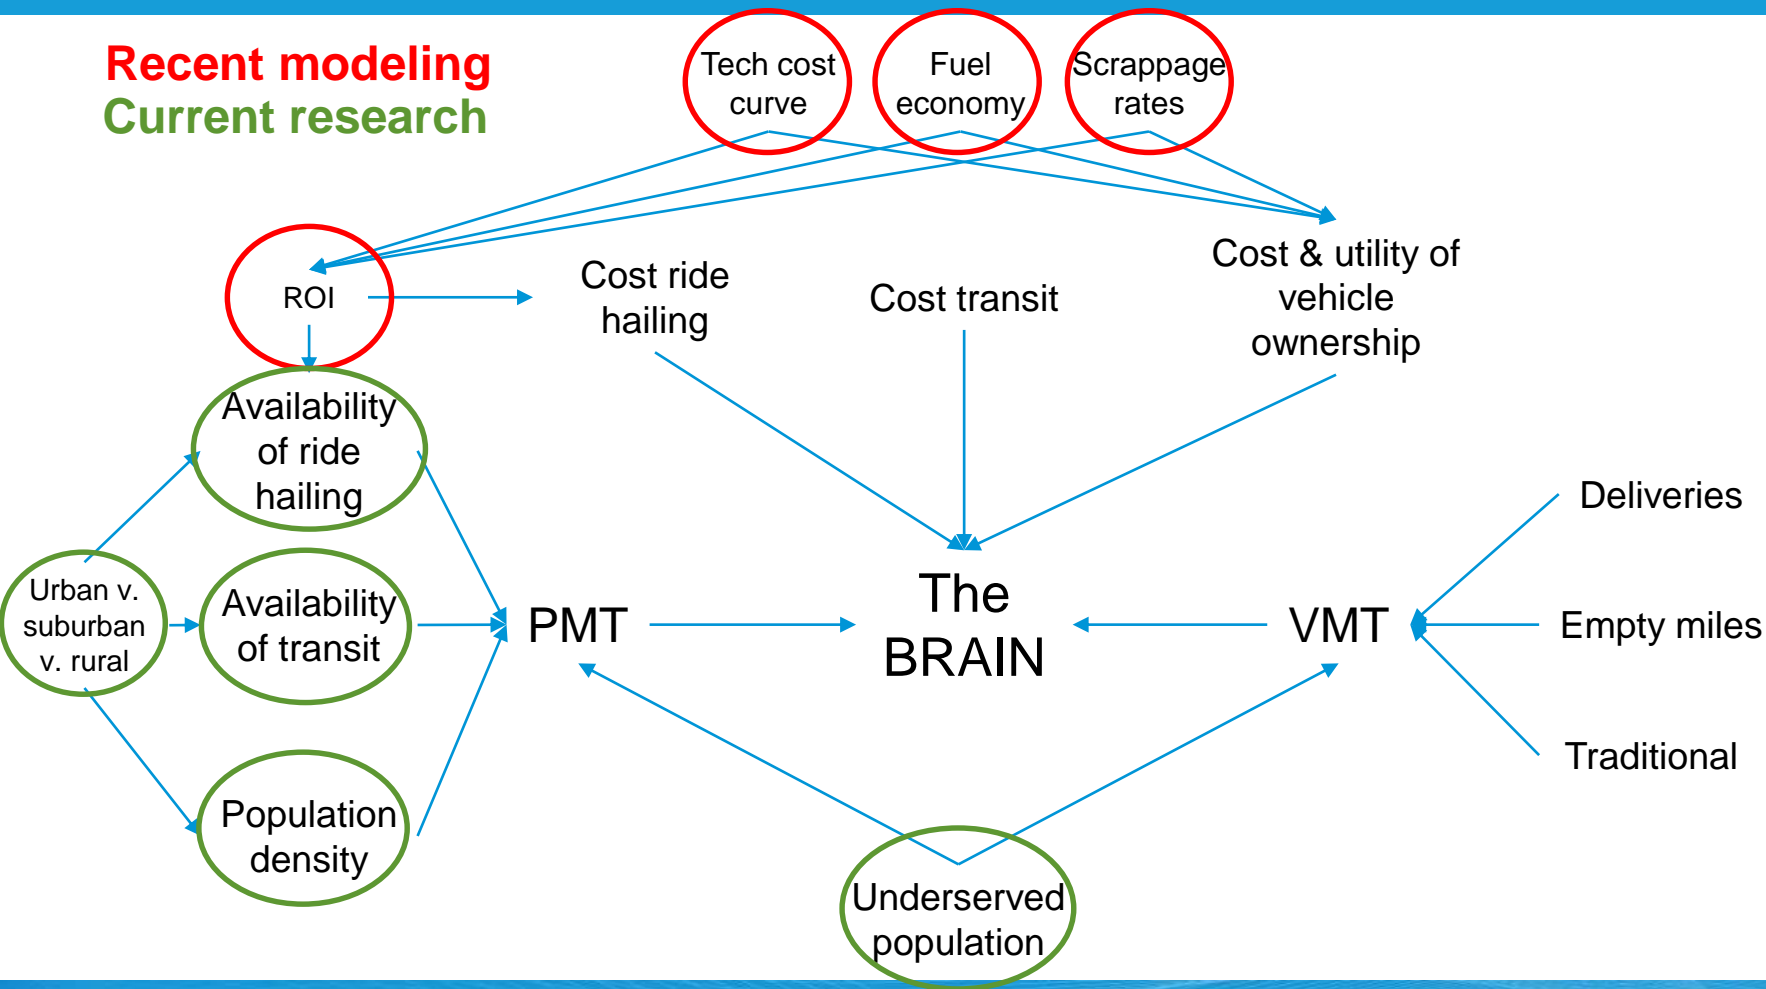 Recent modeling
Current research
Tech cost
curve
Fuel
economy
Scrappage
rates
ROI
Cost ride
hailing
Cost transit
Cost & utility of
vehicle
ownership
Availability
of ride
hailing
Urban v.
suburban
v. rural
Availability
of transit
Population
density
PMT
The
BRAIN
VMT
Deliveries
Empty miles
Traditional
Underserved
population